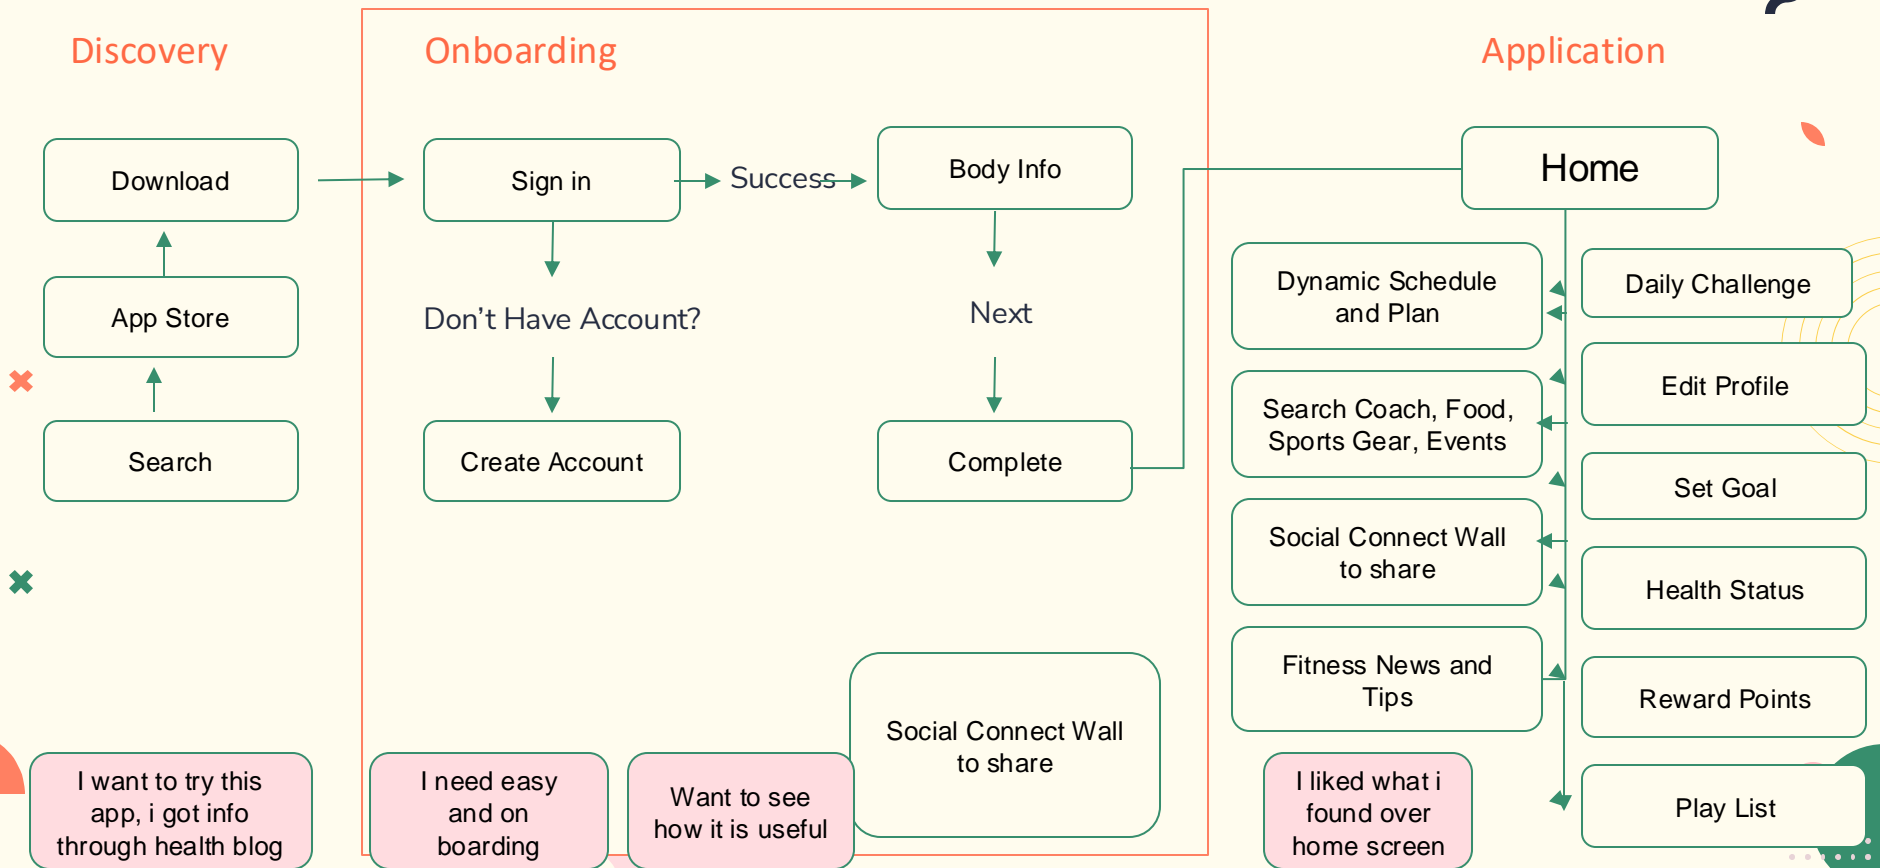 Discovery
Onboarding
Application
Download
Sign in
Success
Body Info
Home
App Store
Don’t Have Account?
Next
Search
Create Account
Complete
Dynamic Schedule
and Plan
Daily Challenge
Search Coach, Food,
Sports Gear, Events
Edit Profile
Set Goal
Social Connect Wall
to share
Health Status
Fitness News and
Tips
Reward Points
Play List
Social Connect Wall
to share
I want to try this
app, i got info
through health blog
I need easy
and on
boarding
Want to see
how it is useful
I liked what i
found over
home screen